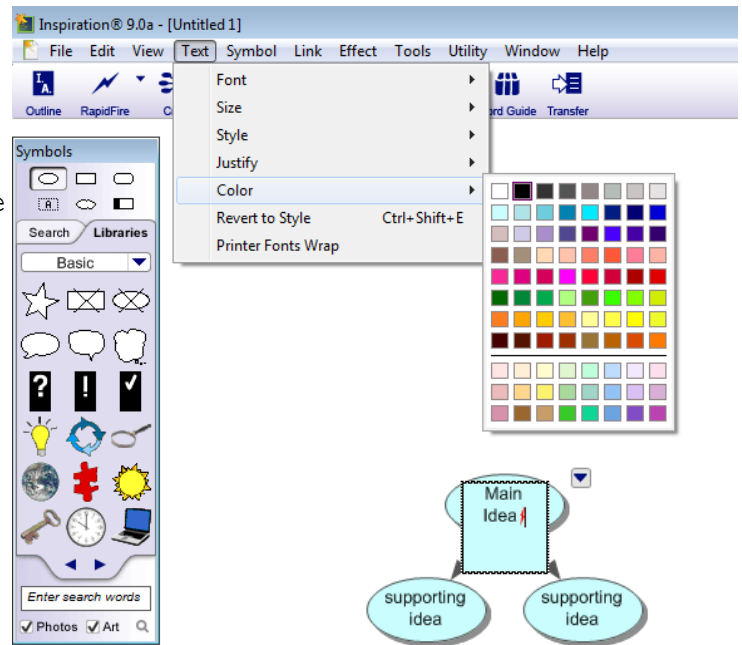 Inspiration® 9.0a - [Untitled 1]
File Edit View Text Symbol Link Effect Tools Utility Window Help
Outline RapidFire Guide Transfer
Font
Size
Style
Justify
Color
Revert to Style Ctrl+Shift+E
Printer Fonts Wrap
Symbols
A
Search Libraries
Basic
? !
Enter search words
Photos Art
Main
Idea
supporting
idea
supporting
idea